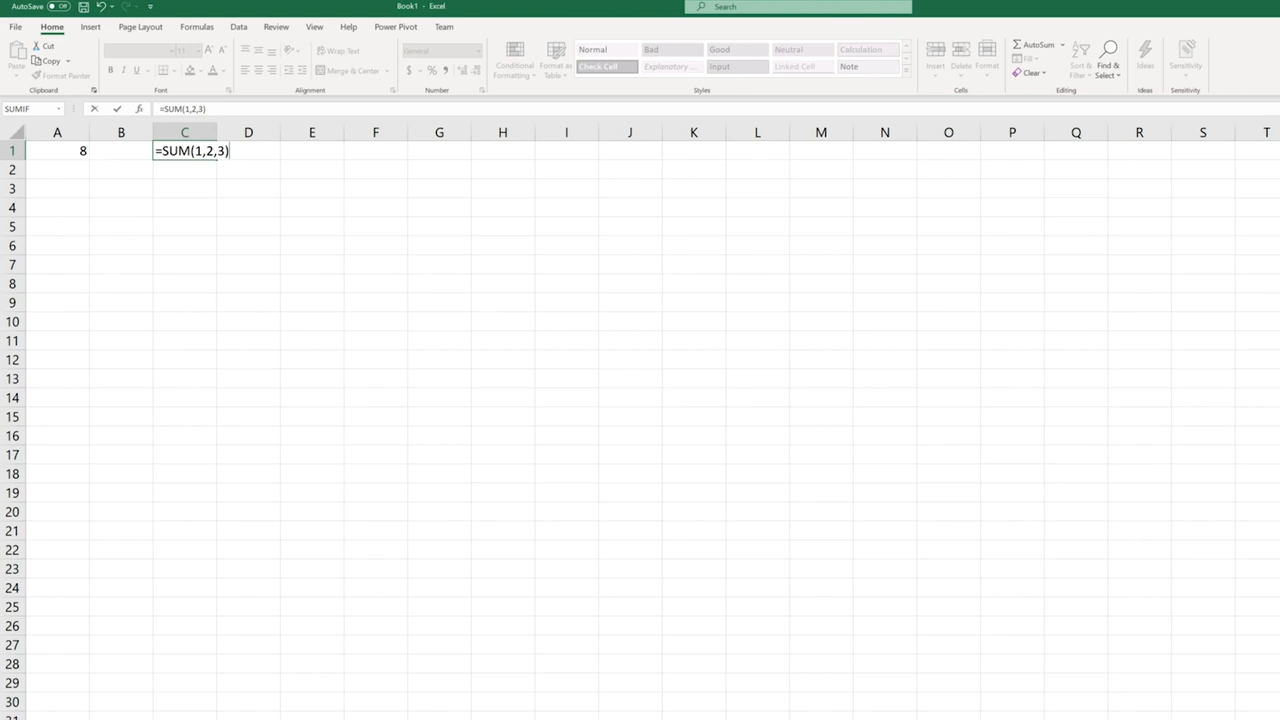 AutoSave Off Book1 - Excel Search
File Home Insert Page Layout Formulas Data Review View Help Power Pivot Team
Paste Cut Copy Format Painter Clipboard
11 A A B I U A Font
Wrap Text Merge & Center Alignment
General $ % , Number
Conditional Formatting Format as Table Normal Bad Good Neutral Calculation
Check Cell Explanatory ... Input Linked Cell Note Styles
Insert Delete Format Cells
AutoSum Fill Clear Sort & Filter Find & Select Editing
Ideas Ideas
Sensitivity Sensitivity
SUMIF fx =SUM(1,2,3)
A B C D E F G H I J K L M N O P Q R S T
1 8 =SUM(1,2,3)
2
3
4
5
6
7
8
9
10
11
12
13
14
15
16
17
18
19
20
21
22
23
24
25
26
27
28
29
30